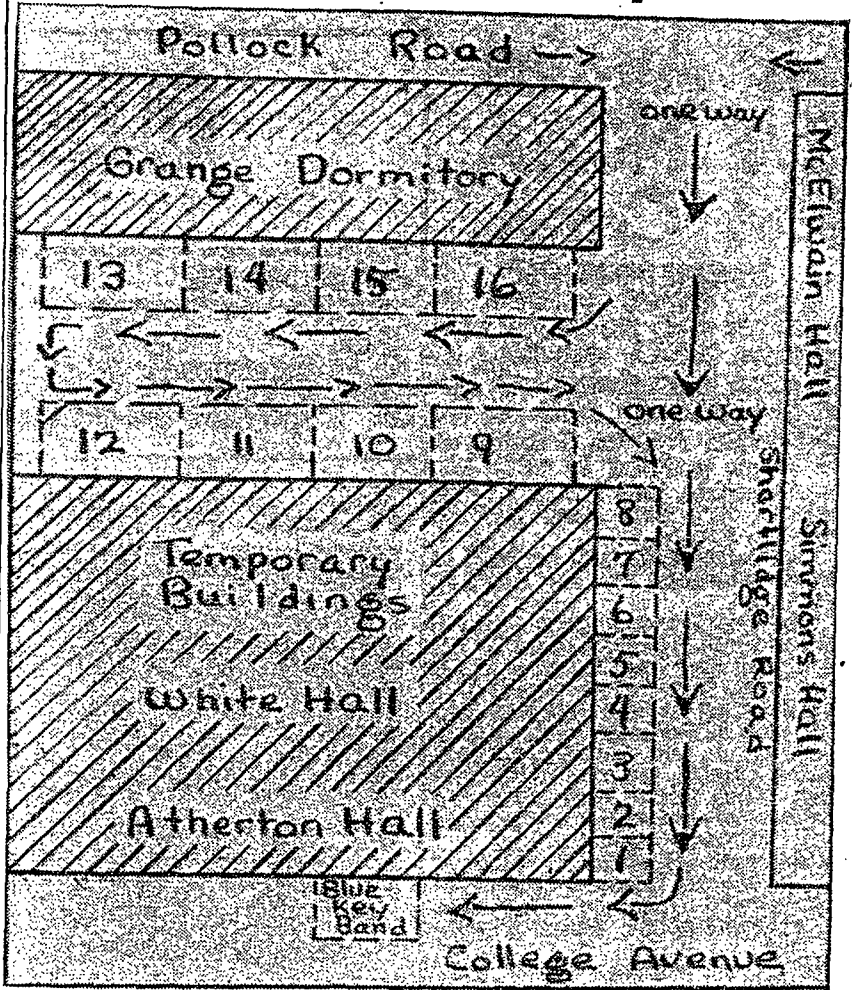 Pollock Road
one way
McElwain Hall
Grange Dormitory
13 14 15 16
one way
12 11 10 9
Shortlidge Road
Simmons Hall
8
7
6
5
4
3
2
1
Temporary
Buildings
White Hall
Atherton Hall
Blue
Key
Band
College Avenue